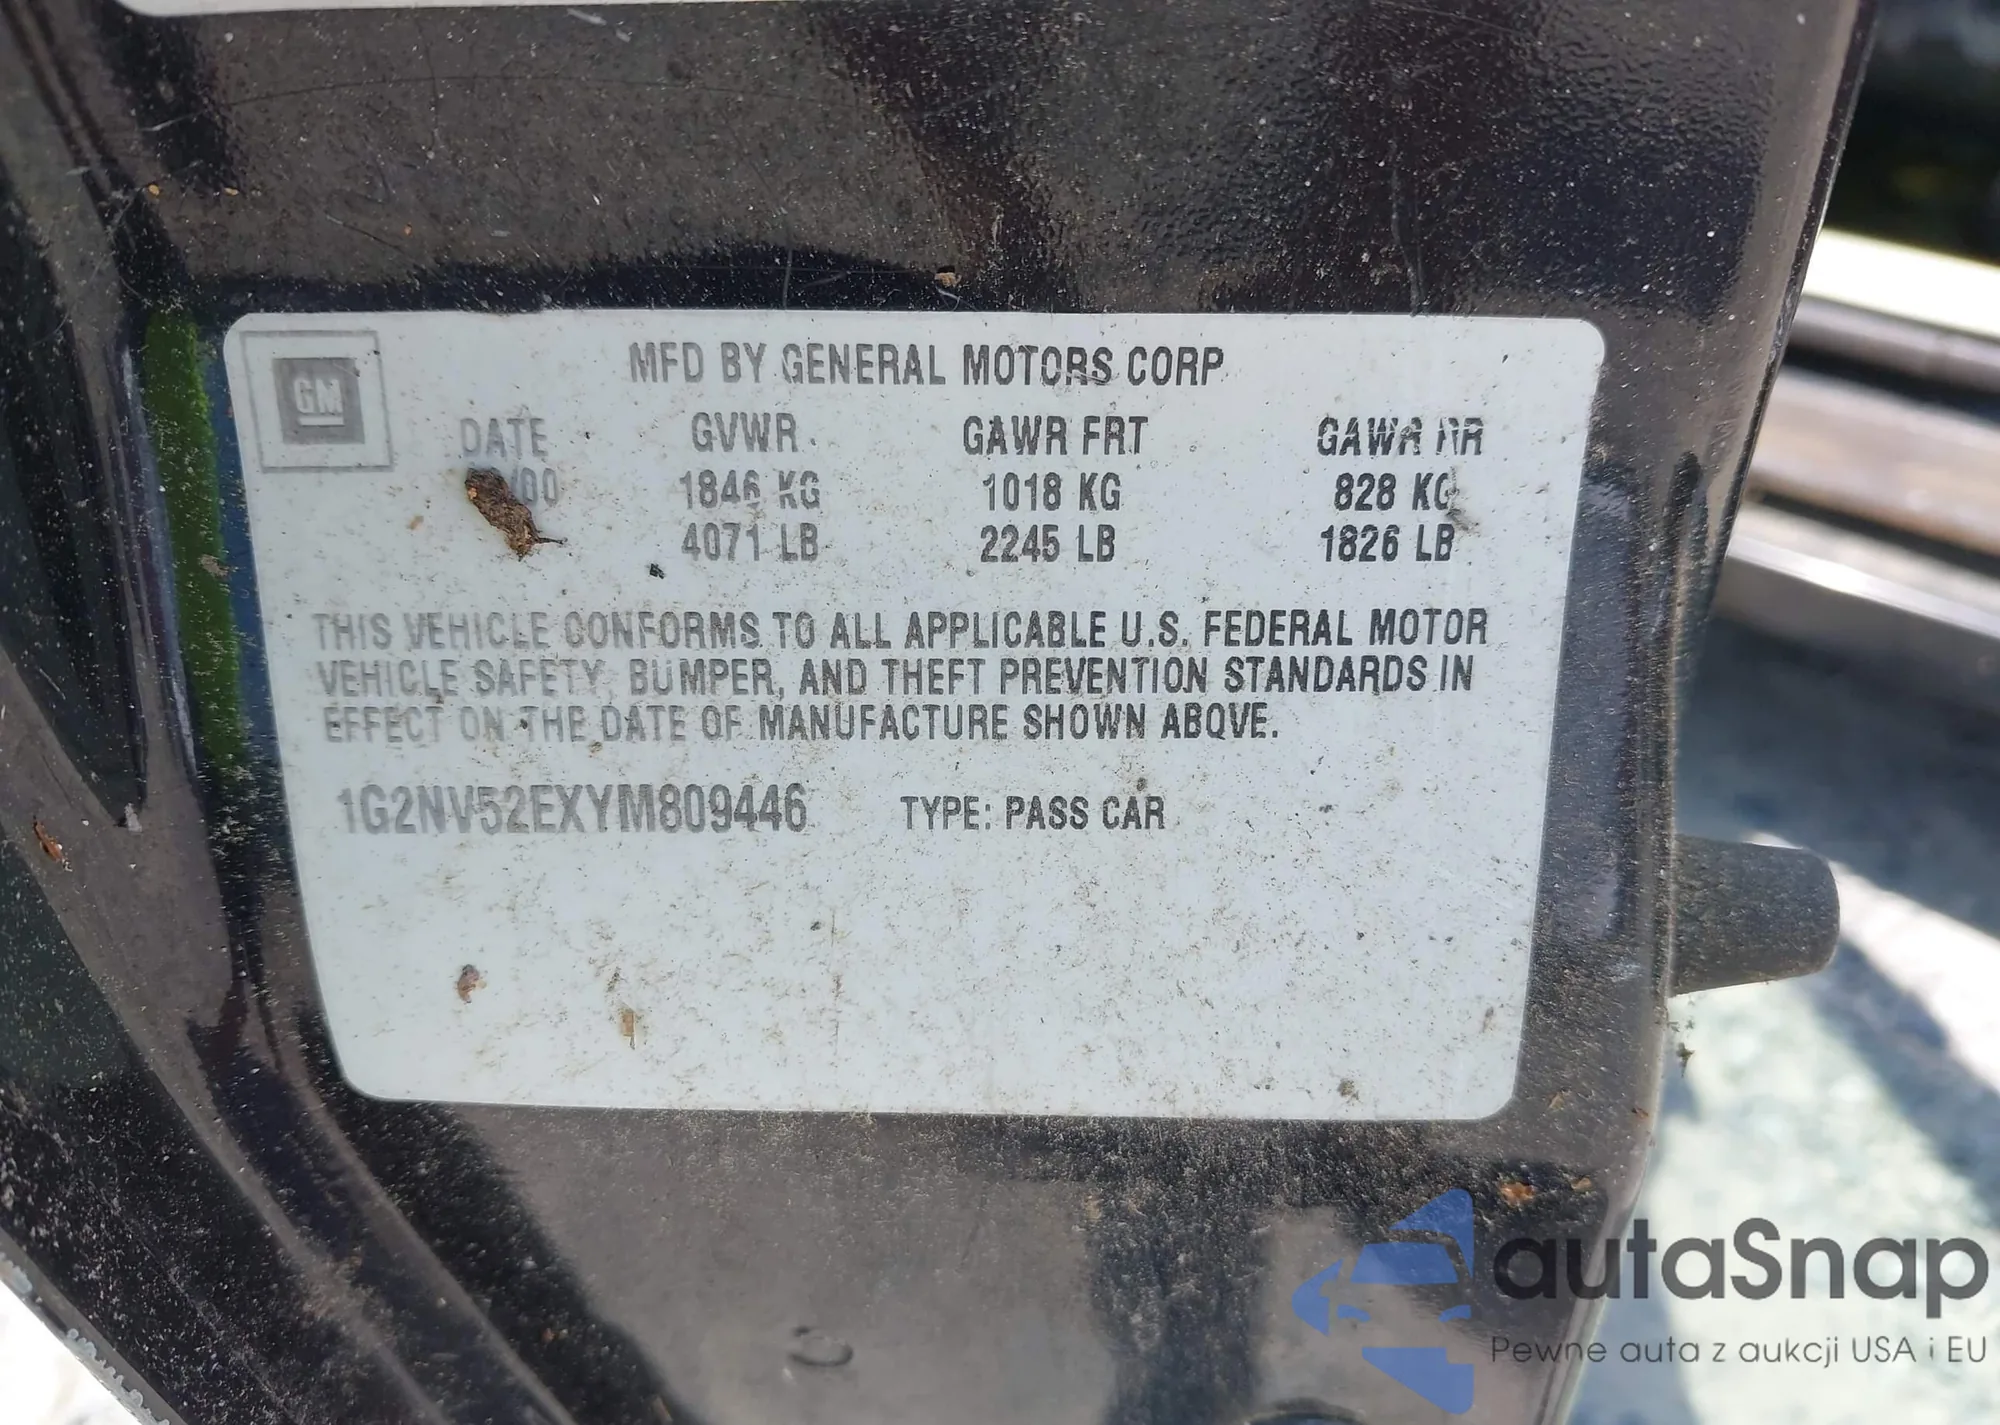 MFD BY GENERAL MOTORS CORP
GM
DATE GVWR GAWR FRT GAWR RR
/00 1846 KG 1018 KG 828 KG
4071 LB 2245 LB 1826 LB
THIS VEHICLE CONFORMS TO ALL APPLICABLE U.S. FEDERAL MOTOR
VEHICLE SAFETY, BUMPER, AND THEFT PREVENTION STANDARDS IN
EFFECT ON THE DATE OF MANUFACTURE SHOWN ABOVE.
1G2NV52EXYM809446 TYPE: PASS CAR
autaSnap
Pewne auta z aukcji USA i EU